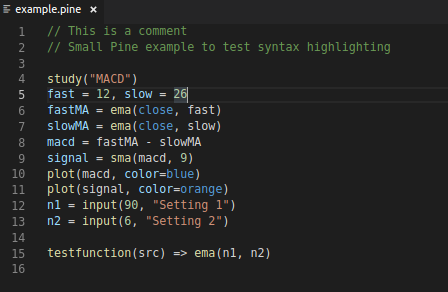 example.pine ×
1 // This is a comment
2 // Small Pine example to test syntax highlighting
3
4 study("MACD")
5 fast = 12, slow = 26
6 fastMA = ema(close, fast)
7 slowMA = ema(close, slow)
8 macd = fastMA - slowMA
9 signal = sma(macd, 9)
10 plot(macd, color=blue)
11 plot(signal, color=orange)
12 n1 = input(90, "Setting 1")
13 n2 = input(6, "Setting 2")
14
15 testfunction(src) => ema(n1, n2)
16